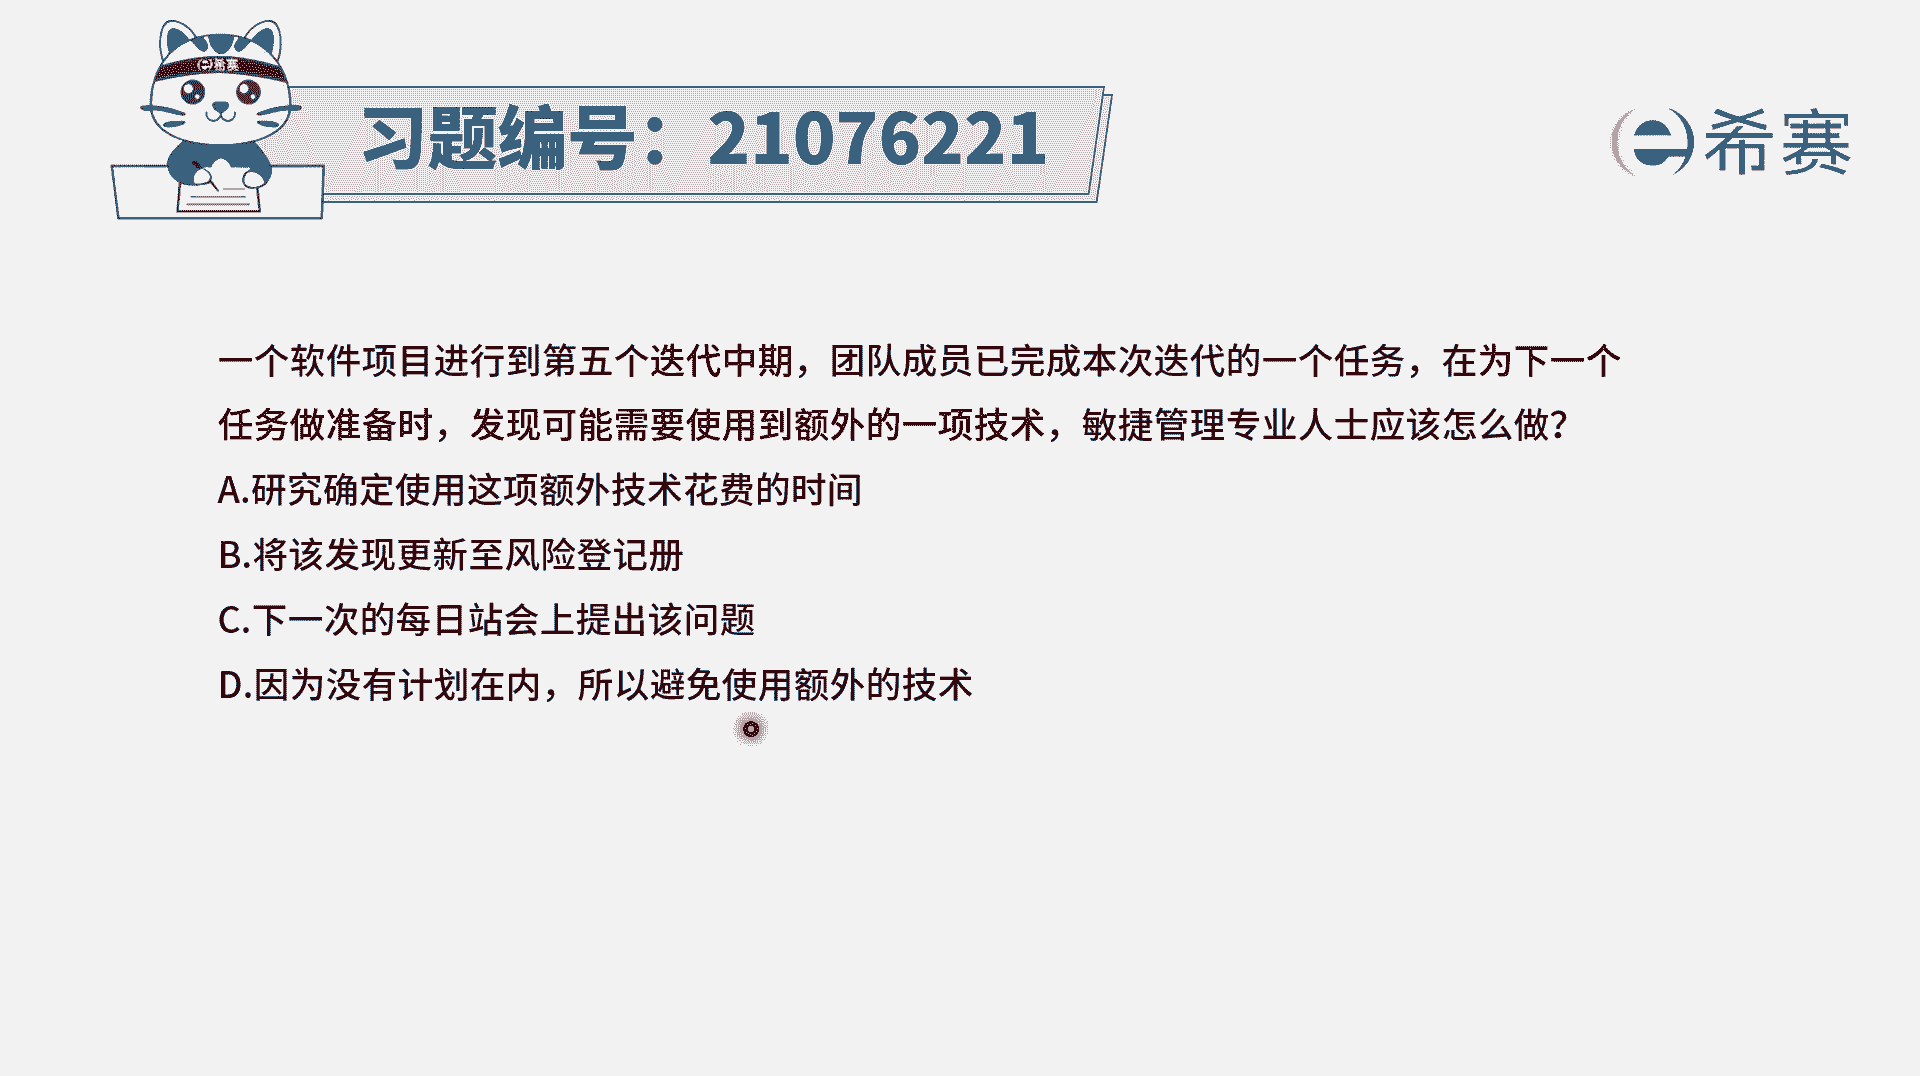 希赛
习题编号：21076221
希赛
一个软件项目进行到第五个迭代中期，团队成员已完成本次迭代的一个任务，在为下一个
任务做准备时，发现可能需要使用到额外的一项技术，敏捷管理专业人士应该怎么做？
A.研究确定使用这项额外技术花费的时间
B.将该发现更新至风险登记册
C.下一次的每日站会上提出该问题
D.因为没有计划在内，所以避免使用额外的技术